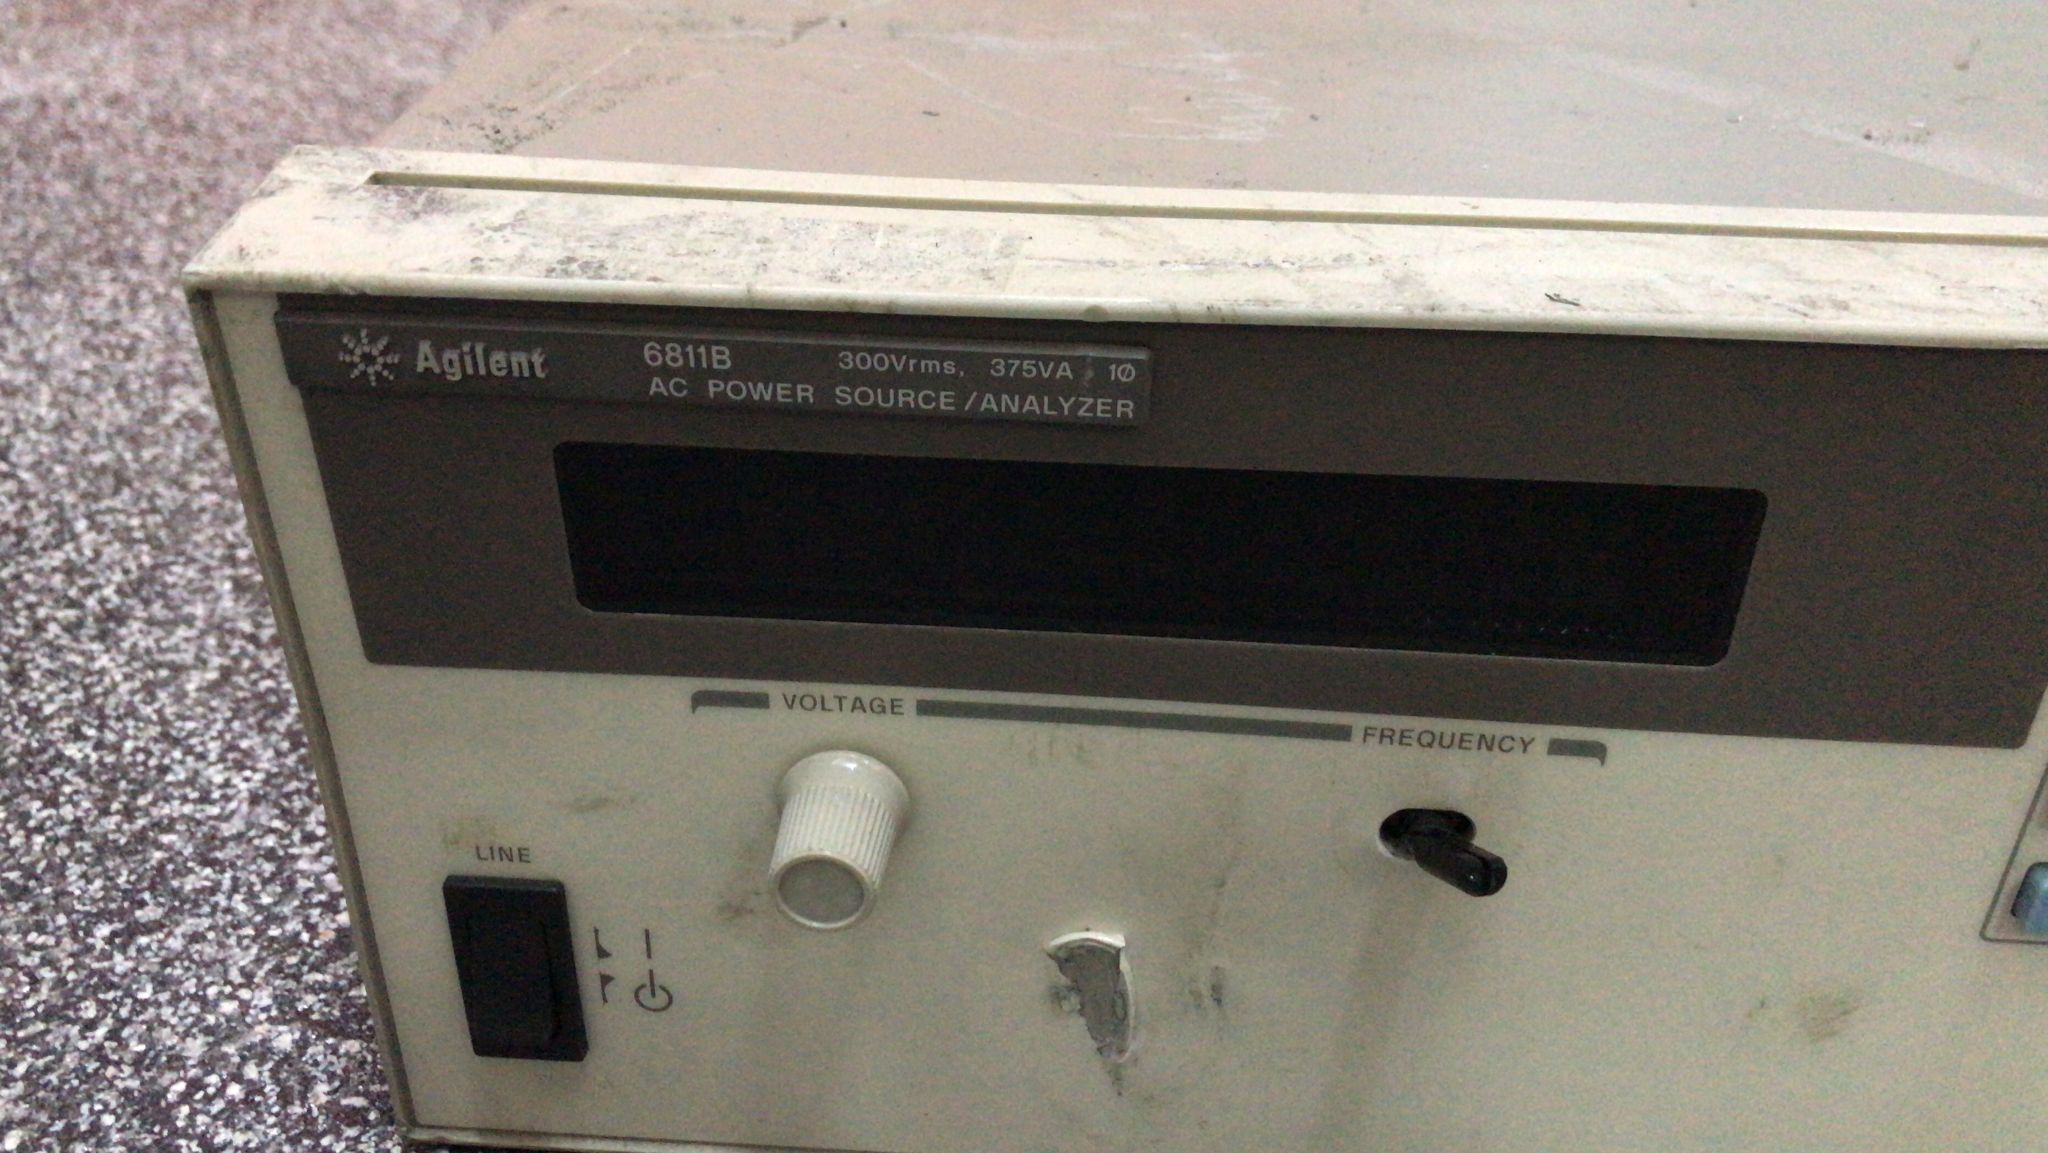 Agilent 6811B 300Vrms, 375VA 1Ø
AC POWER SOURCE/ANALYZER
VOLTAGE FREQUENCY
LINE